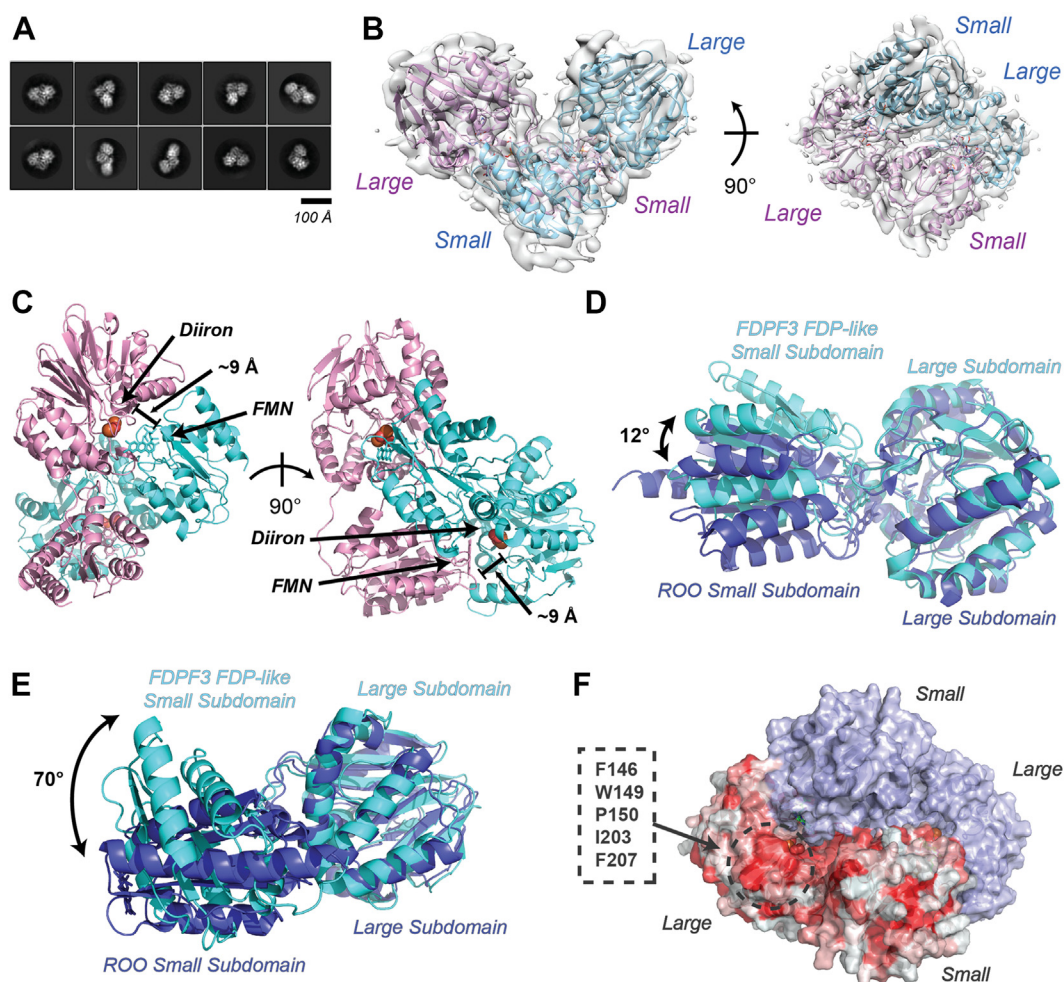 A
100 Å
B
Large
Small
Large
Small
Large
Small
90°
Large
Small
C
Diiron
~9 Å
FMN
90°
Diiron
FMN
~9 Å
D
FDPF3 FDP-like
Small Subdomain
Large Subdomain
12°
ROO Small Subdomain
Large Subdomain
E
FDPF3 FDP-like
Small Subdomain
Large Subdomain
70°
Large Subdomain
ROO Small Subdomain
F
Small
F146
W149
P150
I203
F207
Large
Large
Small